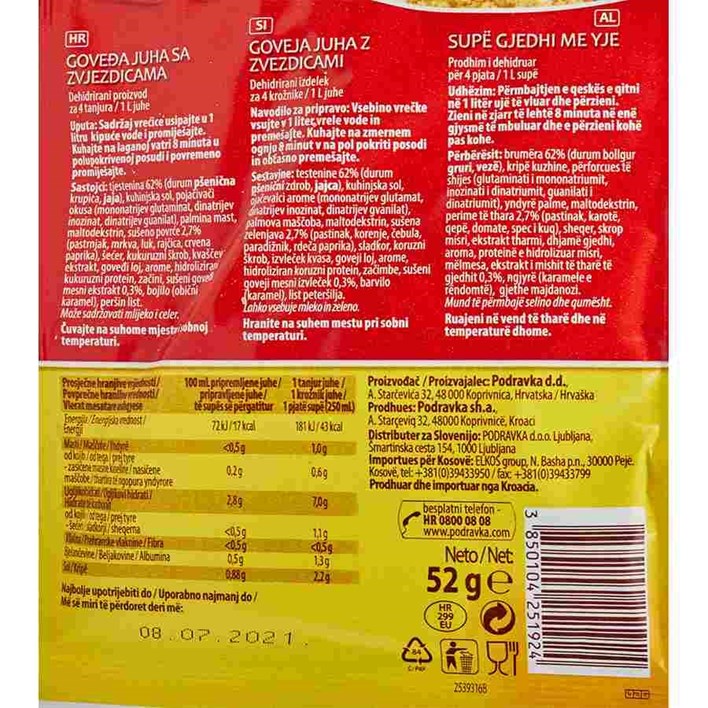 HR
GOVEĐA JUHA SA
ZVJEZDICAMA
Dehidrirani proizvod
za 4 tanjura / 1 L juhe
Uputa: Sadržaj vrećice usipajte u 1
litru kipuće vode i promiješajte.
Kuhajte na laganoj vatri 8 minuta u
polupokrivenoj posudi i povremeno
promiješajte.
Sastojci: tjestenina 62% (durum pšenična
krupica, jaja), kuhinjska sol, pojačivači
okusa (mononatrijev glutaminat, dinatrijev
inozinat, dinatrijev gvanilat), palmina mast,
maltodekstrin, sušeno povrće 2,7%
(pastrnjak, mrkva, luk, rajčica, crvena
paprika), šećer, kukuruzni škrob, kvaščev
ekstrakt, goveđi loj, arome, hidrolizirani
kukuruzni protein, začini, sušeni goveđi
mesni ekstrakt 0,3%, bojilo (obični
karamel), peršin list.
Može sadržavati mlijeko i celer.
Čuvajte na suhome mjestu i sobnoj
temperaturi.
SI
GOVEJA JUHA Z
ZVEZDICAMI
Dehidrirani izdelek
za 4 krožnike / 1 L juhe
Navodilo za pripravo: Vsebino vrečke
vsujte v 1 liter vrele vode in
premešajte. Kuhajte na zmernem
ognju 8 minut v na pol pokriti posodi
in občasno premešajte.
Sestavine: testenine 62% (durum
pšenični zdrob, jajca), kuhinjska sol,
ojačevalci arome (mononatrijev glutamat,
dinatrijev inozinat, dinatrijev gvanilat),
palmova maščoba, maltodekstrin, sušena
zelenjava 2,7% (pastinak, korenje, čebula,
paradižnik, rdeča paprika), sladkor, koruzni
škrob, izvleček kvasa, goveji loj, arome,
hidroliziran koruzni protein, začimbe, sušeni
goveji mesni izvleček 0,3%, barvilo
(karamel), list peteršilja.
Lahko vsebuje mleko in zeleno.
Hranite na suhem mestu pri sobni
temperaturi.
AL
SUPË GJEDHI ME YJE
Prodhim i dehidruar
për 4 pjata / 1 L supë
Udhëzim: Përmbajtjen e qeskës e qitni
në 1 litër ujë të vluar dhe përzieni.
Zieni në zjarr të lehtë 8 minuta në enë
gjysmë të mbuluar dhe e përzieni kohë
pas kohe.
Përbërësit: brumëra 62% (durum bollgur
gruri, vezë), kripë kuzhine, përforcues të
shijes (glutaminati i mononatriumit,
inozinati i dinatriumit, guanilati i
dinatriumit), yndyrë palme, maltodekstrin,
perime të thara 2,7% (pastinak, karotë,
qepë, domate, spec i kuq), sheqer, skrop
misri, ekstrakt tharmi, dhjamë gjedhi,
aroma, proteinë e hidrolizuar misri,
mëlmesa, ekstrakt i mishit të tharë të
gjedhit 0,3%, ngjyrë (karamele e
rëndomtë), gjethe majdanozi.
Mund të përmbajë selino dhe qumësht.
Ruajeni në vend të tharë dhe në
temperaturë dhome.
Prosječne hranjive vrijednosti /
Povprečne hranilne vrednosti /
Vlerat mesatare ushqyese
100 mL pripremljene juhe /
pripravljene juhe /
të supës së përgatitur
1 tanjur juhe /
1 krožnik juhe /
1 pjatë supë (250 mL)
Energija / Energijska vrednost /
Energji
72 kJ / 17 kcal
181 kJ / 43 kcal
Masti / Maščobe / Yndyrë
<0,5 g
1,0 g
od kojih / od tega / prej tyre
- zasićene masne kiseline / nasičene
maščobe / thartira të ngopura yndyrore
0,2 g
0,6 g
Ugljikohidrati / Ogljikovi hidrati /
Hidrate të karbonit
2,8 g
7,0 g
od kojih / od tega / prej tyre
- šećeri / sladkorji / sheqerna
<0,5 g
1,1 g
Vlakna / Prehranske vlaknine / Fibra
<0,5 g
<0,5 g
Bjelančevine / Beljakovine / Albumina
0,5 g
1,3 g
Sol / Kripë
0,88 g
2,2 g
Najbolje upotrijebiti do / Uporabno najmanj do /
Më së miri të përdoret deri më:
08.07.2021
Proizvođač / Proizvajalec: Podravka d.d.,
A. Starčevića 32, 48 000 Koprivnica, Hrvatska / Hrvaška
Prodhues: Podravka sh.a.,
A. Starçeviq 32, 48000 Koprivnicë, Kroaci
Distributer za Slovenijo: PODRAVKA d.o.o. Ljubljana,
Šmartinska cesta 154, 1000 Ljubljana
Importues për Kosovë: ELKOS group, N. Basha p.n., 30000 Pejë,
Kosovë, tel: +381(0)39433950 / fax: +381(0)39433799
Prodhuar dhe importuar nga Kroacia.
besplatni telefon -
HR 0800 08 08
www.podravka.com
Neto / Net:
52 g e
HR
299
EU
84
C/PAP
2539316B
3 850104 251924